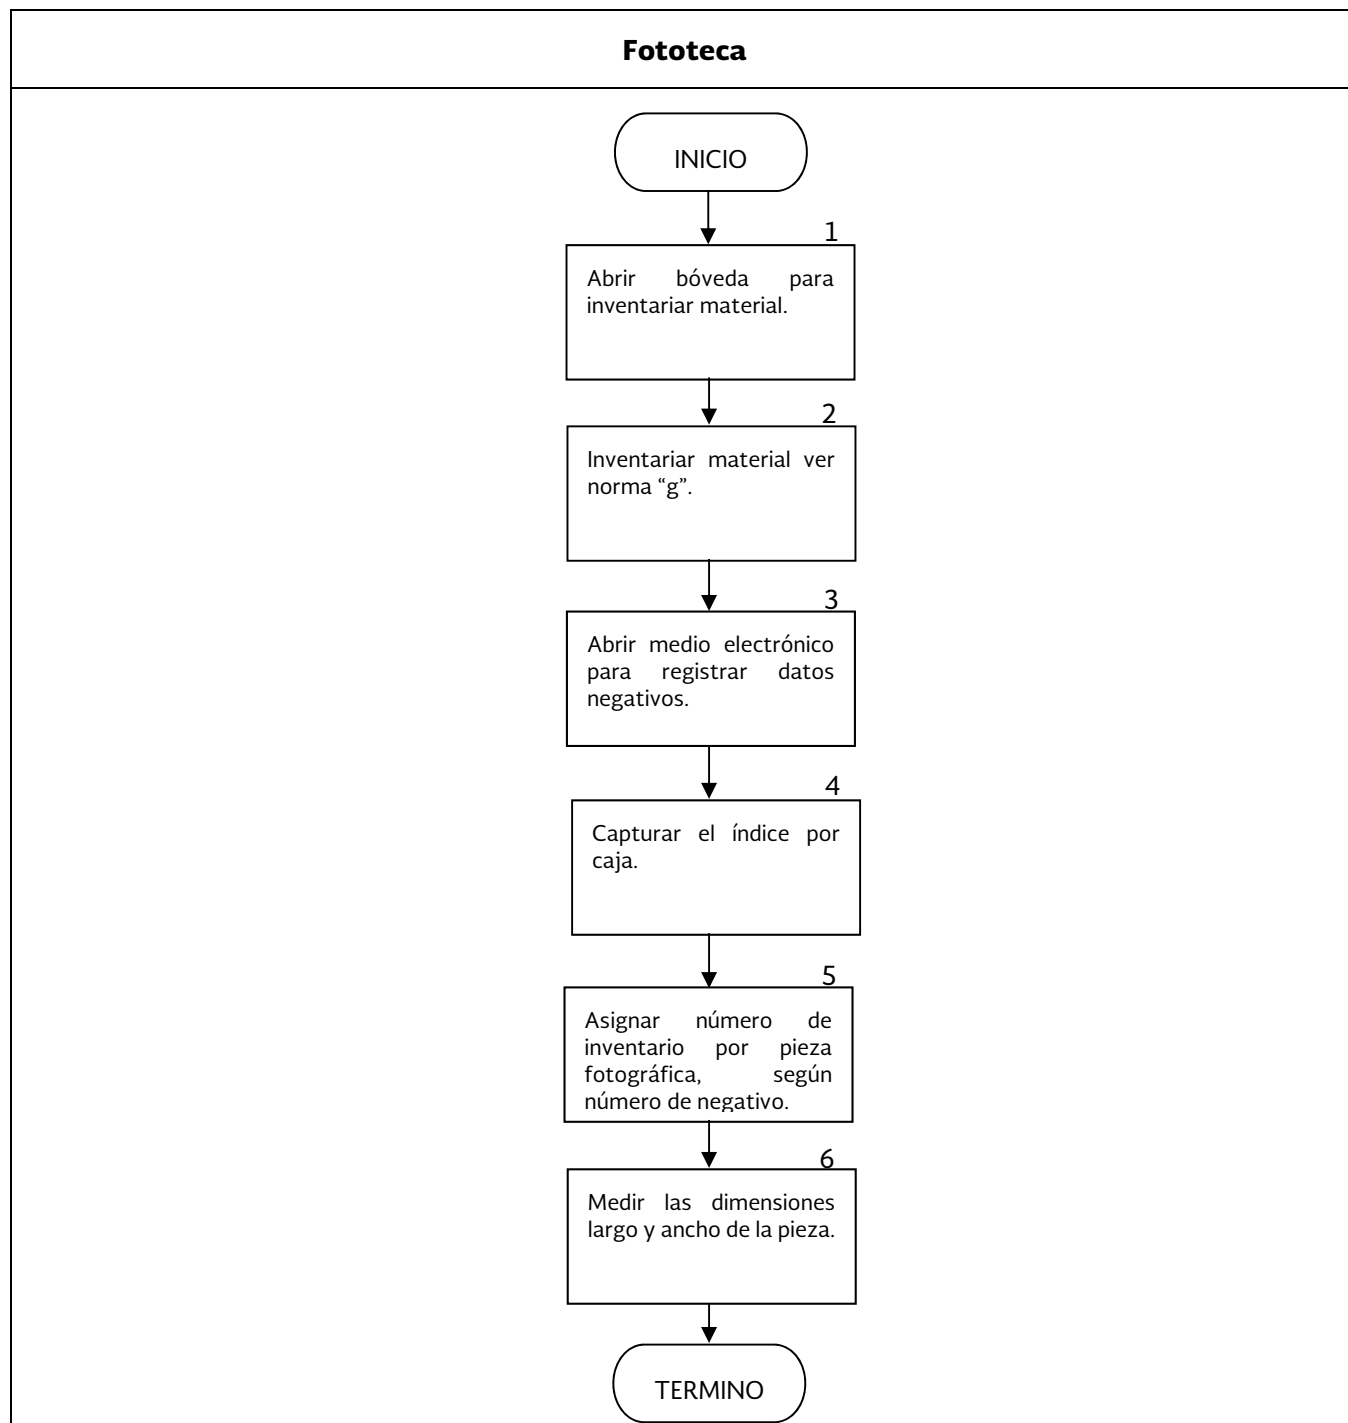 Fototeca
INICIO
1
Abrir bóveda para
inventariar material.
2
Inventariar material ver
norma “g”.
3
Abrir medio electrónico
para registrar datos
negativos.
4
Capturar el índice por
caja.
5
Asignar número de
inventario por pieza
fotográfica, según
número de negativo.
6
Medir las dimensiones
largo y ancho de la pieza.
TERMINO